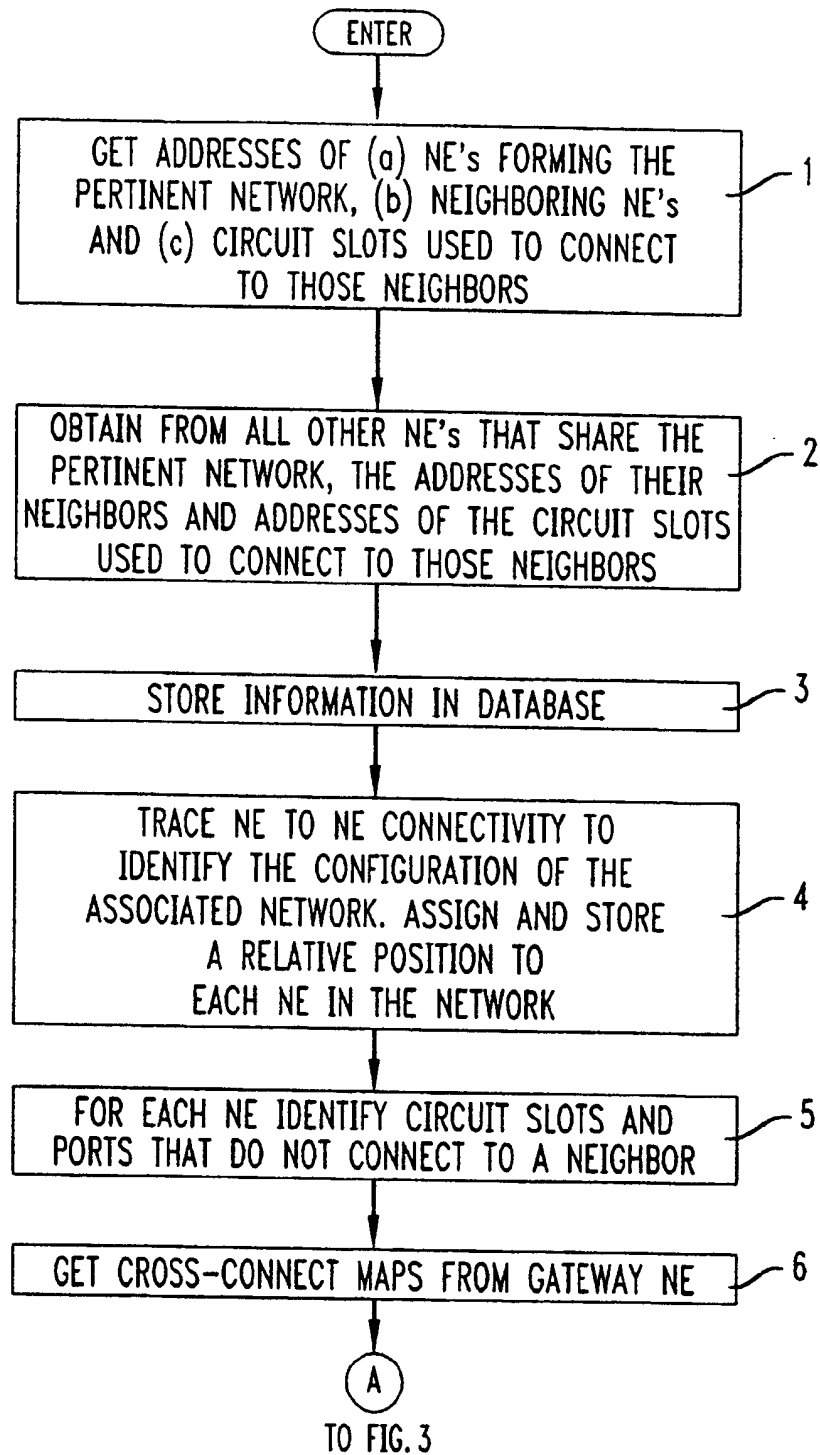 ENTER
GET ADDRESSES OF (a) NE's FORMING THE
PERTINENT NETWORK, (b) NEIGHBORING NE's
AND (c) CIRCUIT SLOTS USED TO CONNECT
TO THOSE NEIGHBORS
1
OBTAIN FROM ALL OTHER NE's THAT SHARE THE
PERTINENT NETWORK, THE ADDRESSES OF THEIR
NEIGHBORS AND ADDRESSES OF THE CIRCUIT SLOTS
USED TO CONNECT TO THOSE NEIGHBORS
2
STORE INFORMATION IN DATABASE
3
TRACE NE TO NE CONNECTIVITY TO
IDENTIFY THE CONFIGURATION OF THE
ASSOCIATED NETWORK. ASSIGN AND STORE
A RELATIVE POSITION TO
EACH NE IN THE NETWORK
4
FOR EACH NE IDENTIFY CIRCUIT SLOTS AND
PORTS THAT DO NOT CONNECT TO A NEIGHBOR
5
GET CROSS-CONNECT MAPS FROM GATEWAY NE
6
A
TO FIG. 3